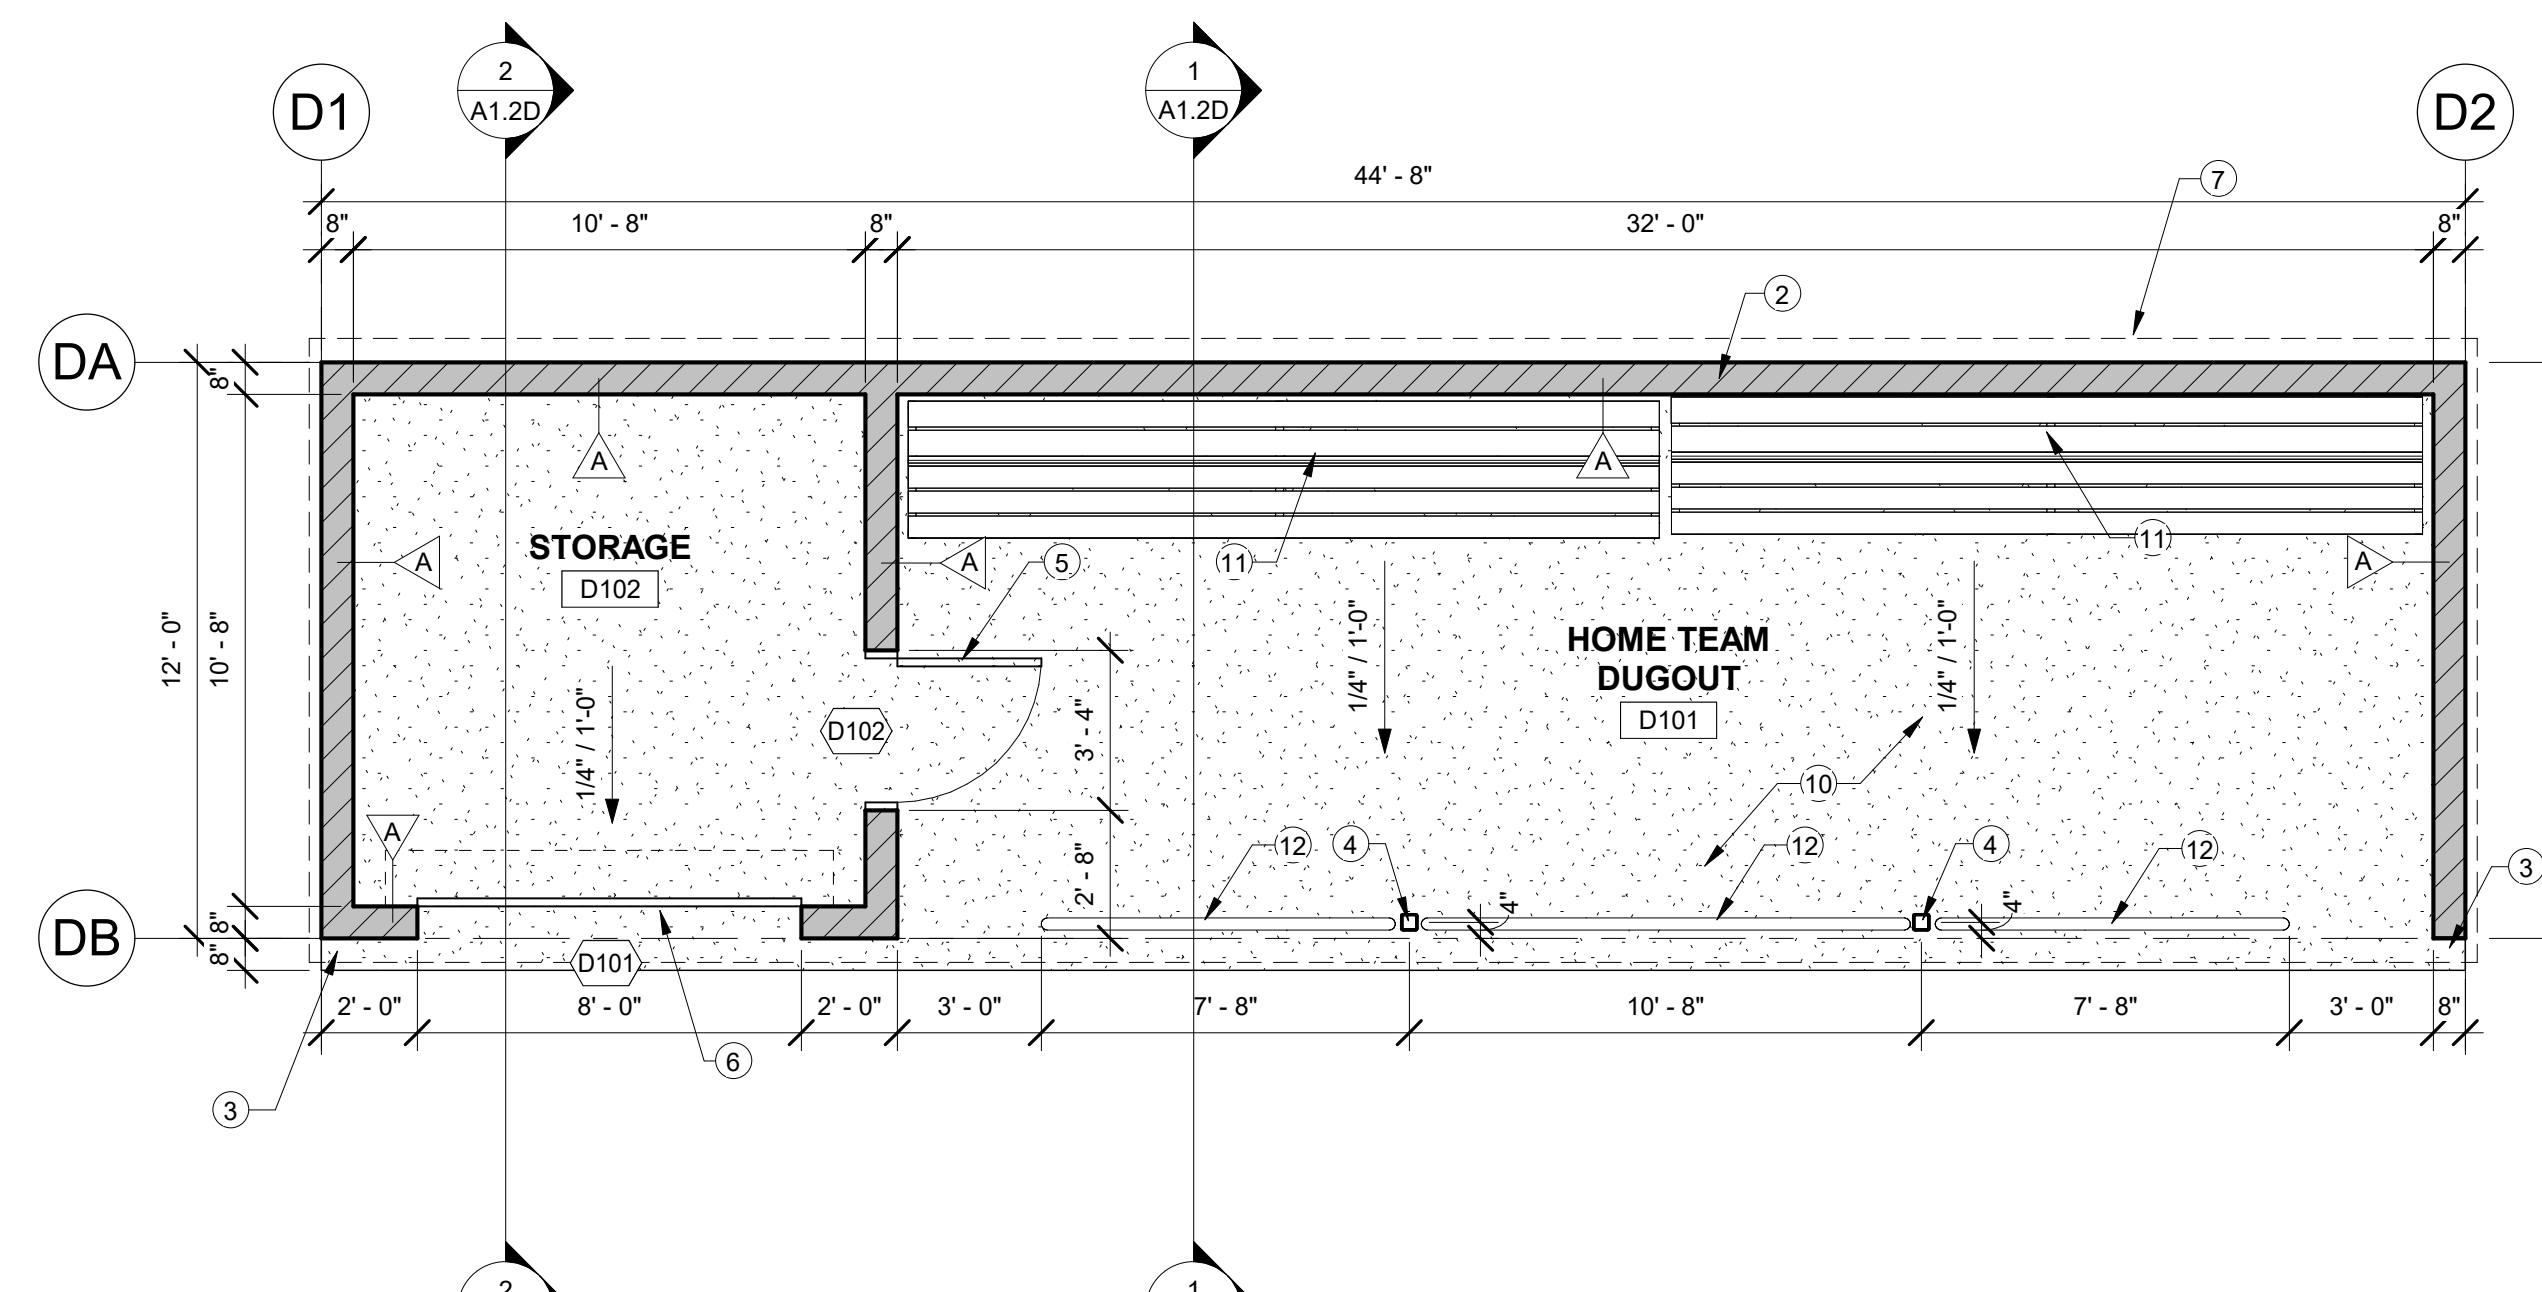 2
A1.2D
1
A1.2D
D1
D2
44' - 8"
7
8"
10' - 8"
8"
32' - 0"
8"
2
DA
8"
A
A
STORAGE
D102
A
A
5
11
11
A
12' - 0"
10' - 8"
1/4" / 1'-0"
1/4" / 1'-0"
1/4" / 1'-0"
HOME TEAM
DUGOUT
D101
D102
3' - 4"
10
A
2' - 8"
12
4
12
4
12
3
4"
4"
DB
8"
8"
D101
2' - 0"
8' - 0"
2' - 0"
3' - 0"
7' - 8"
10' - 8"
7' - 8"
3' - 0"
8"
6
3
2
1